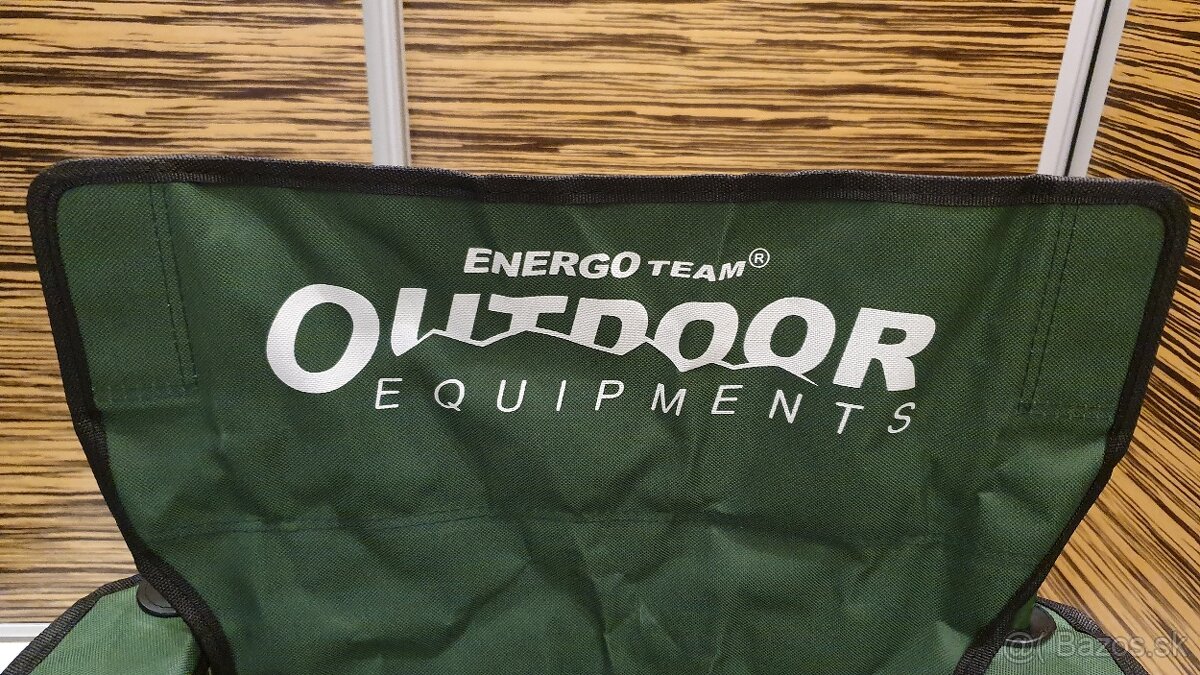 ENERGO TEAM®
OUTDOOR
EQUIPMENTS
@( Bazos.sk